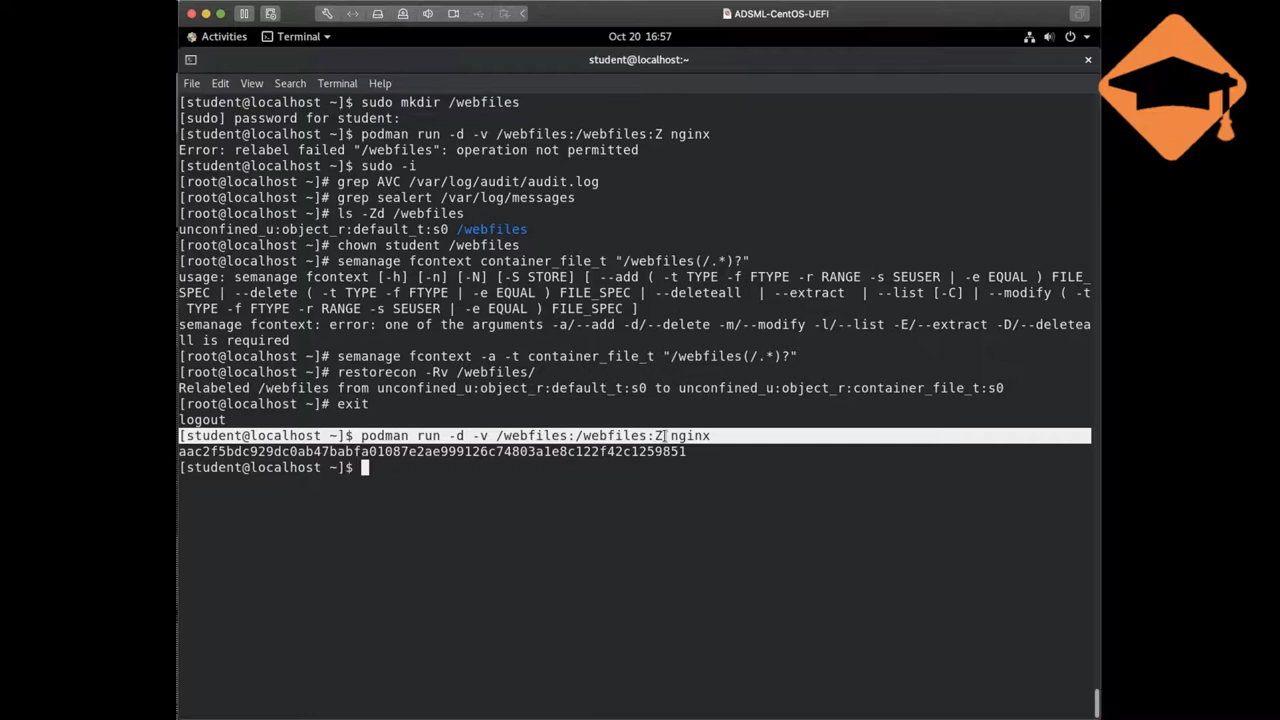 ADSML-CentOS-UEFI
Activities Terminal Oct 20 16:57
student@localhost:~
File Edit View Search Terminal Help
[student@localhost ~]$ sudo mkdir /webfiles
[sudo] password for student:
[student@localhost ~]$ podman run -d -v /webfiles:/webfiles:Z nginx
Error: relabel failed "/webfiles": operation not permitted
[student@localhost ~]$ sudo -i
[root@localhost ~]# grep AVC /var/log/audit/audit.log
[root@localhost ~]# grep sealert /var/log/messages
[root@localhost ~]# ls -Zd /webfiles
unconfined_u:object_r:default_t:s0 /webfiles
[root@localhost ~]# chown student /webfiles
[root@localhost ~]# semanage fcontext container_file_t "/webfiles(/.*)?"
usage: semanage fcontext [-h] [-n] [-N] [-S STORE] [ --add ( -t TYPE -f FTYPE -r RANGE -s SEUSER | -e EQUAL ) FILE_
SPEC | --delete ( -t TYPE -f FTYPE | -e EQUAL ) FILE_SPEC | --deleteall  | --extract  | --list [-C] | --modify ( -t
 TYPE -f FTYPE -r RANGE -s SEUSER | -e EQUAL ) FILE_SPEC ]
semanage fcontext: error: one of the arguments -a/--add -d/--delete -m/--modify -l/--list -E/--extract -D/--deletea
ll is required
[root@localhost ~]# semanage fcontext -a -t container_file_t "/webfiles(/.*)?"
[root@localhost ~]# restorecon -Rv /webfiles/
Relabeled /webfiles from unconfined_u:object_r:default_t:s0 to unconfined_u:object_r:container_file_t:s0
[root@localhost ~]# exit
logout
[student@localhost ~]$ podman run -d -v /webfiles:/webfiles:Z nginx
aac2f5bdc929dc0ab47babfa01087e2ae999126c74803a1e8c122f42c1259851
[student@localhost ~]$